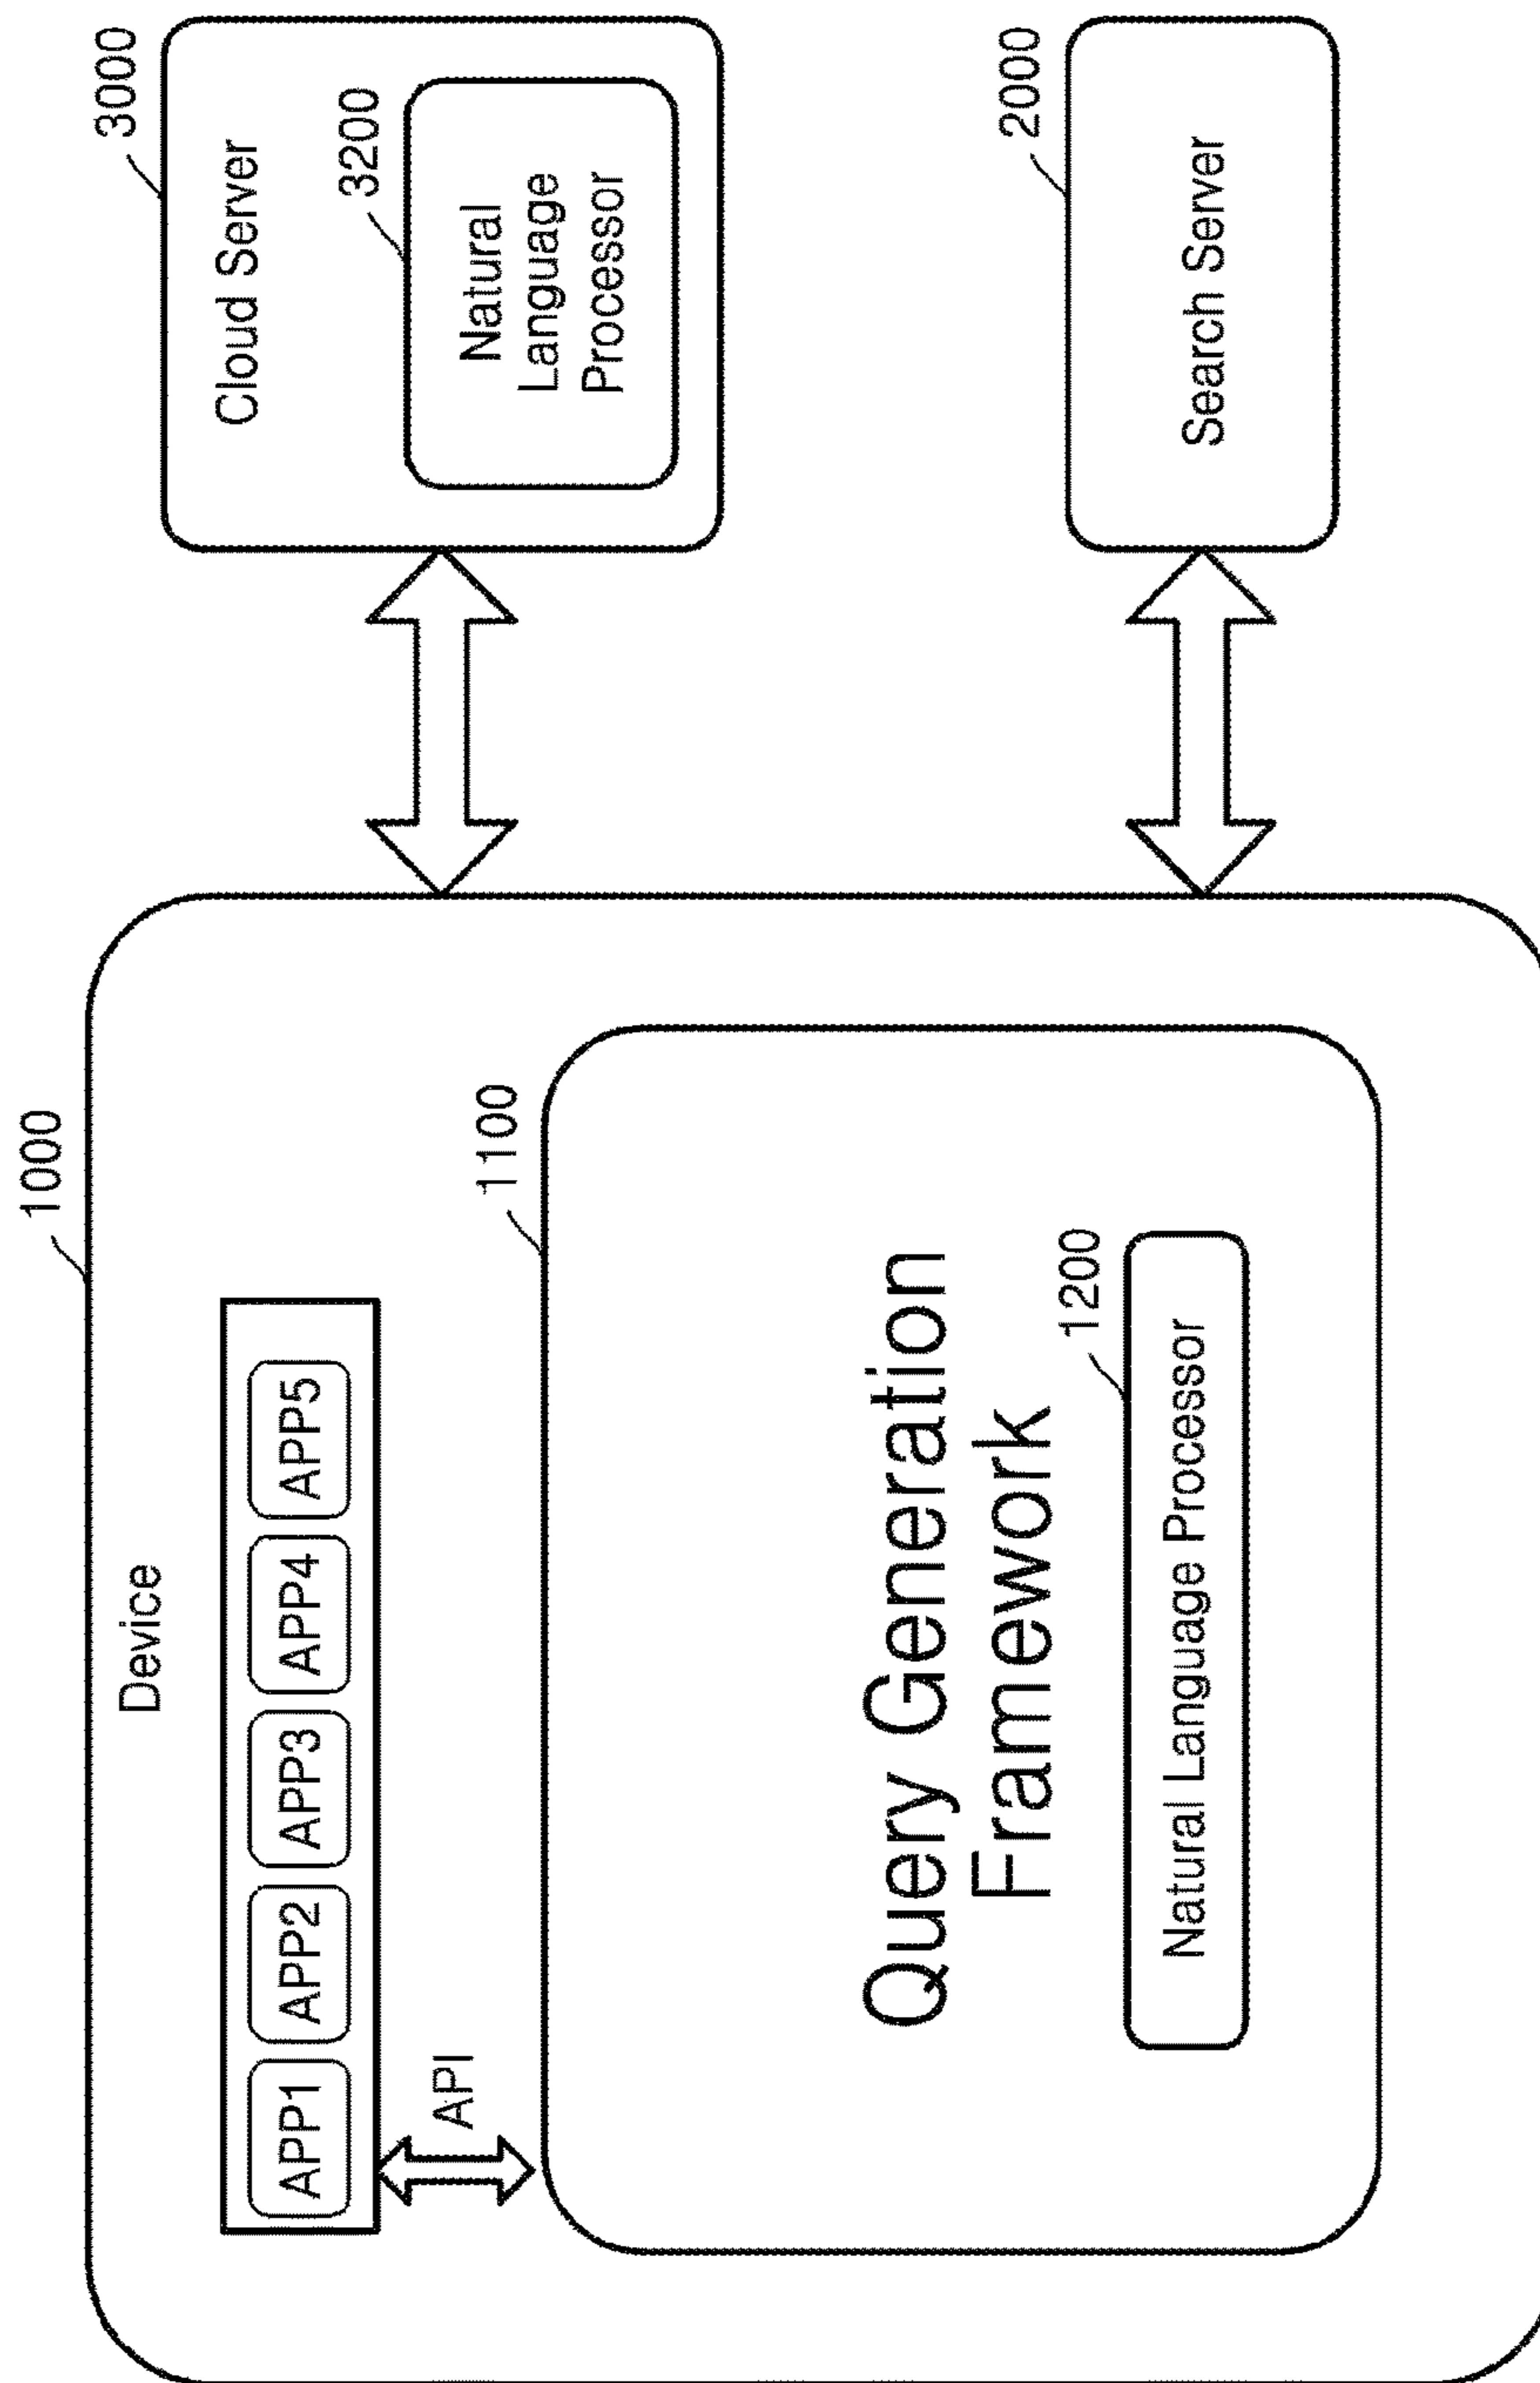 1000
Device
APP1
APP2
APP3
APP4
APP5
API
1100
Query Generation
Framework
1200
Natural Language Processor
3000
Cloud Server
3200
Natural
Language
Processor
2000
Search Server